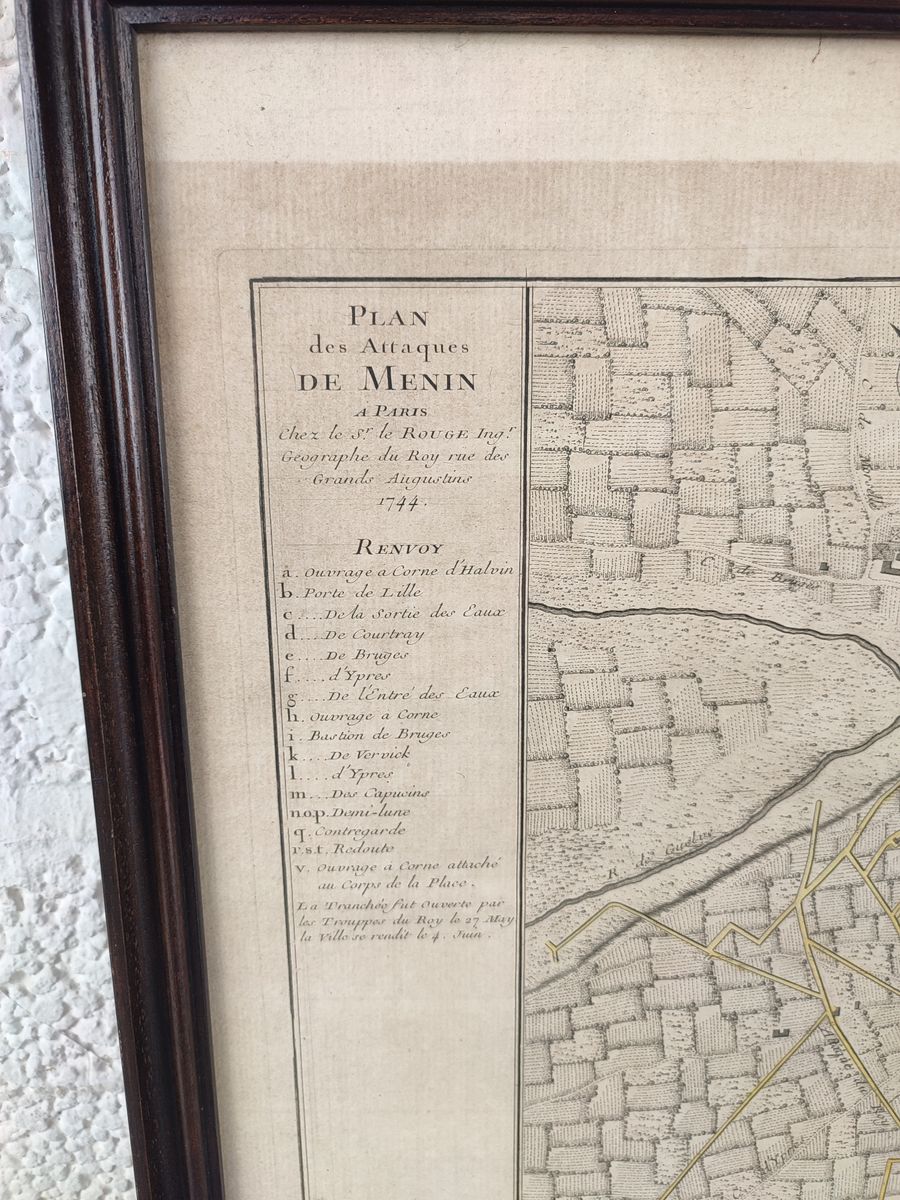 PLAN
des Attaques
DE MENIN
A PARIS
Chez le Sr. le ROUGE Ingr.
Geographe du Roy rue des
Grands Augustins
1744.
RENVOY
a. Ouvrage a Corne d'Halvin
b. Porte de Lille
c....De la Sortie des Eaux
d....De Courtray
e....De Bruges
f.....d'Ypres
g....De l'Entré des Eaux
h. Ouvrage a Corne
i. Bastion de Bruges
k....De Vervick
l....d'Ypres
m...Des Capucins
n.o.p. Demi-lune
q. Contregarde
r.s.t. Redoute
v. Ouvrage à Corne attaché
au Corps de la Place.
La Tranchée fut Ouverte par
les Trouppes du Roy le 27 May
la Ville se rendit le 4. Juin.
C de Bruges
R de
d'Ypres